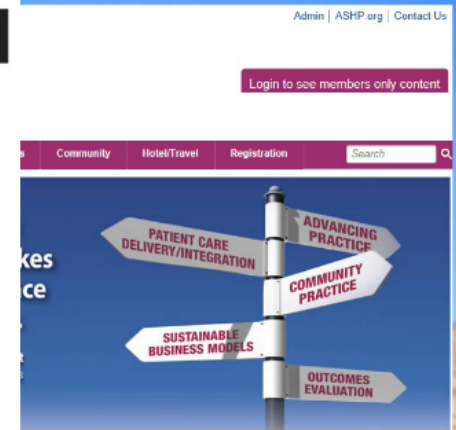 Admin | ASHP.org | Contact Us
Login to see members only content
s Community Hotel/Travel Registration Search
PATIENT CARE
DELIVERY/INTEGRATION
ADVANCING
PRACTICE
kes
ce
COMMUNITY
PRACTICE
SUSTAINABLE
BUSINESS MODELS
t
s
OUTCOMES
EVALUATION